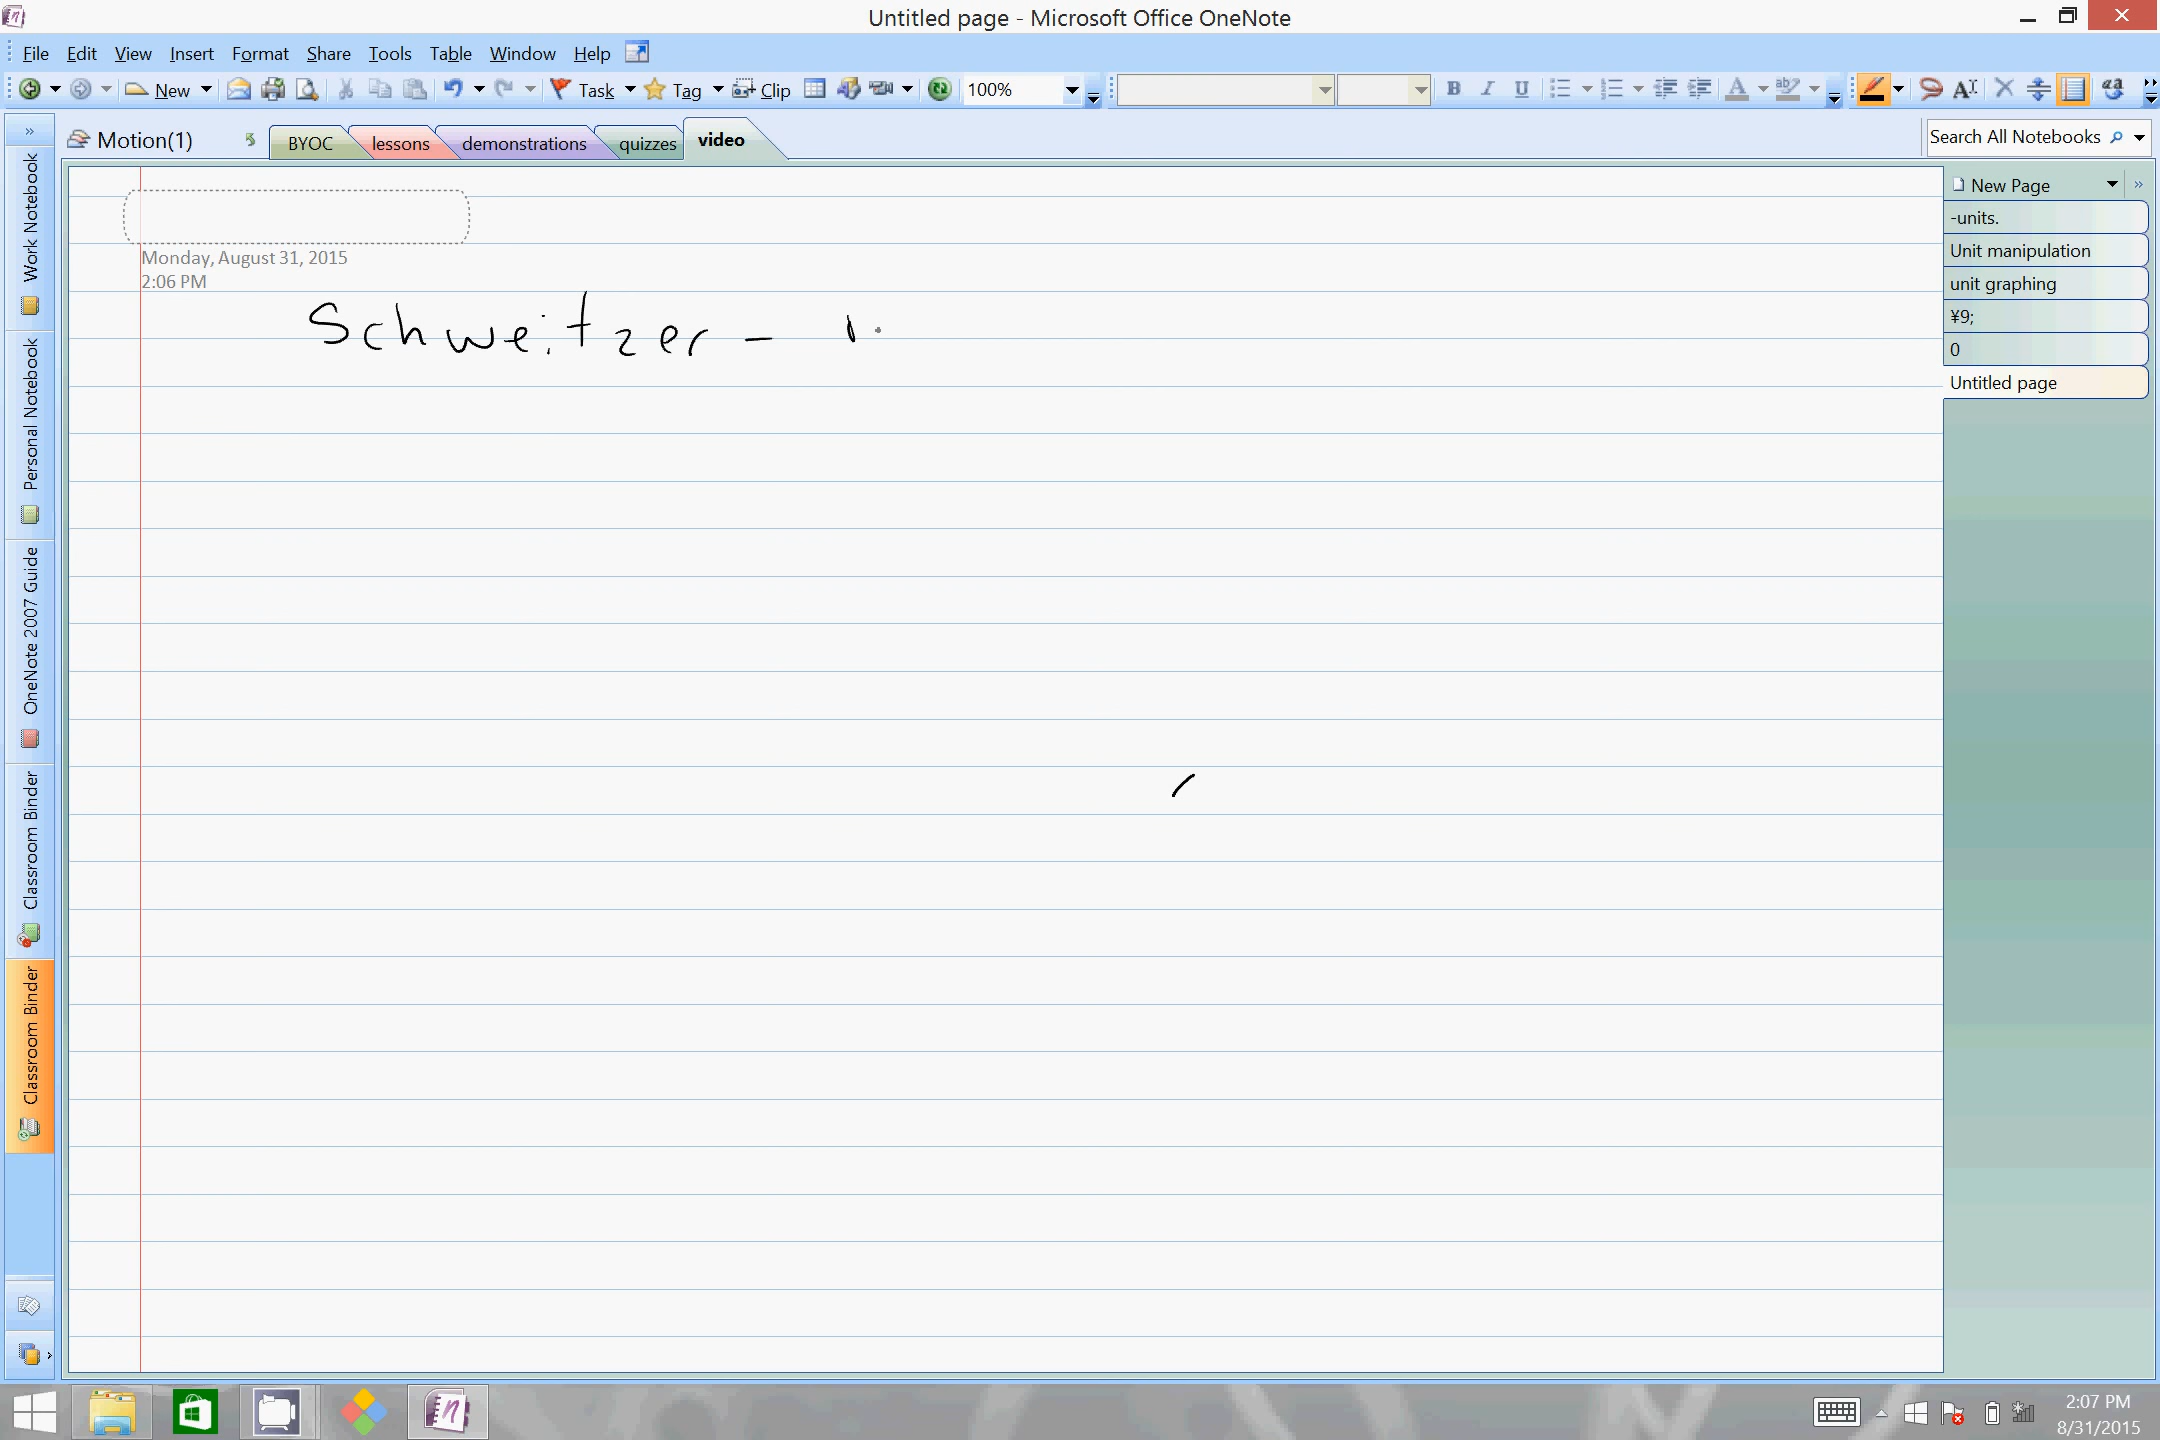 Untitled page - Microsoft Office OneNote
File Edit View Insert Format Share Tools Table Window Help
New Task Tag Clip 100% B I U A ab A
Motion(1) BYOC lessons demonstrations quizzes video
Search All Notebooks
New Page
-units.
Unit manipulation
unit graphing
¥9;
0
Untitled page
Work Notebook
Personal Notebook
OneNote 2007 Guide
Classroom Binder
Classroom Binder
Monday, August 31, 2015
2:06 PM
Schweitzer -
2:07 PM
8/31/2015